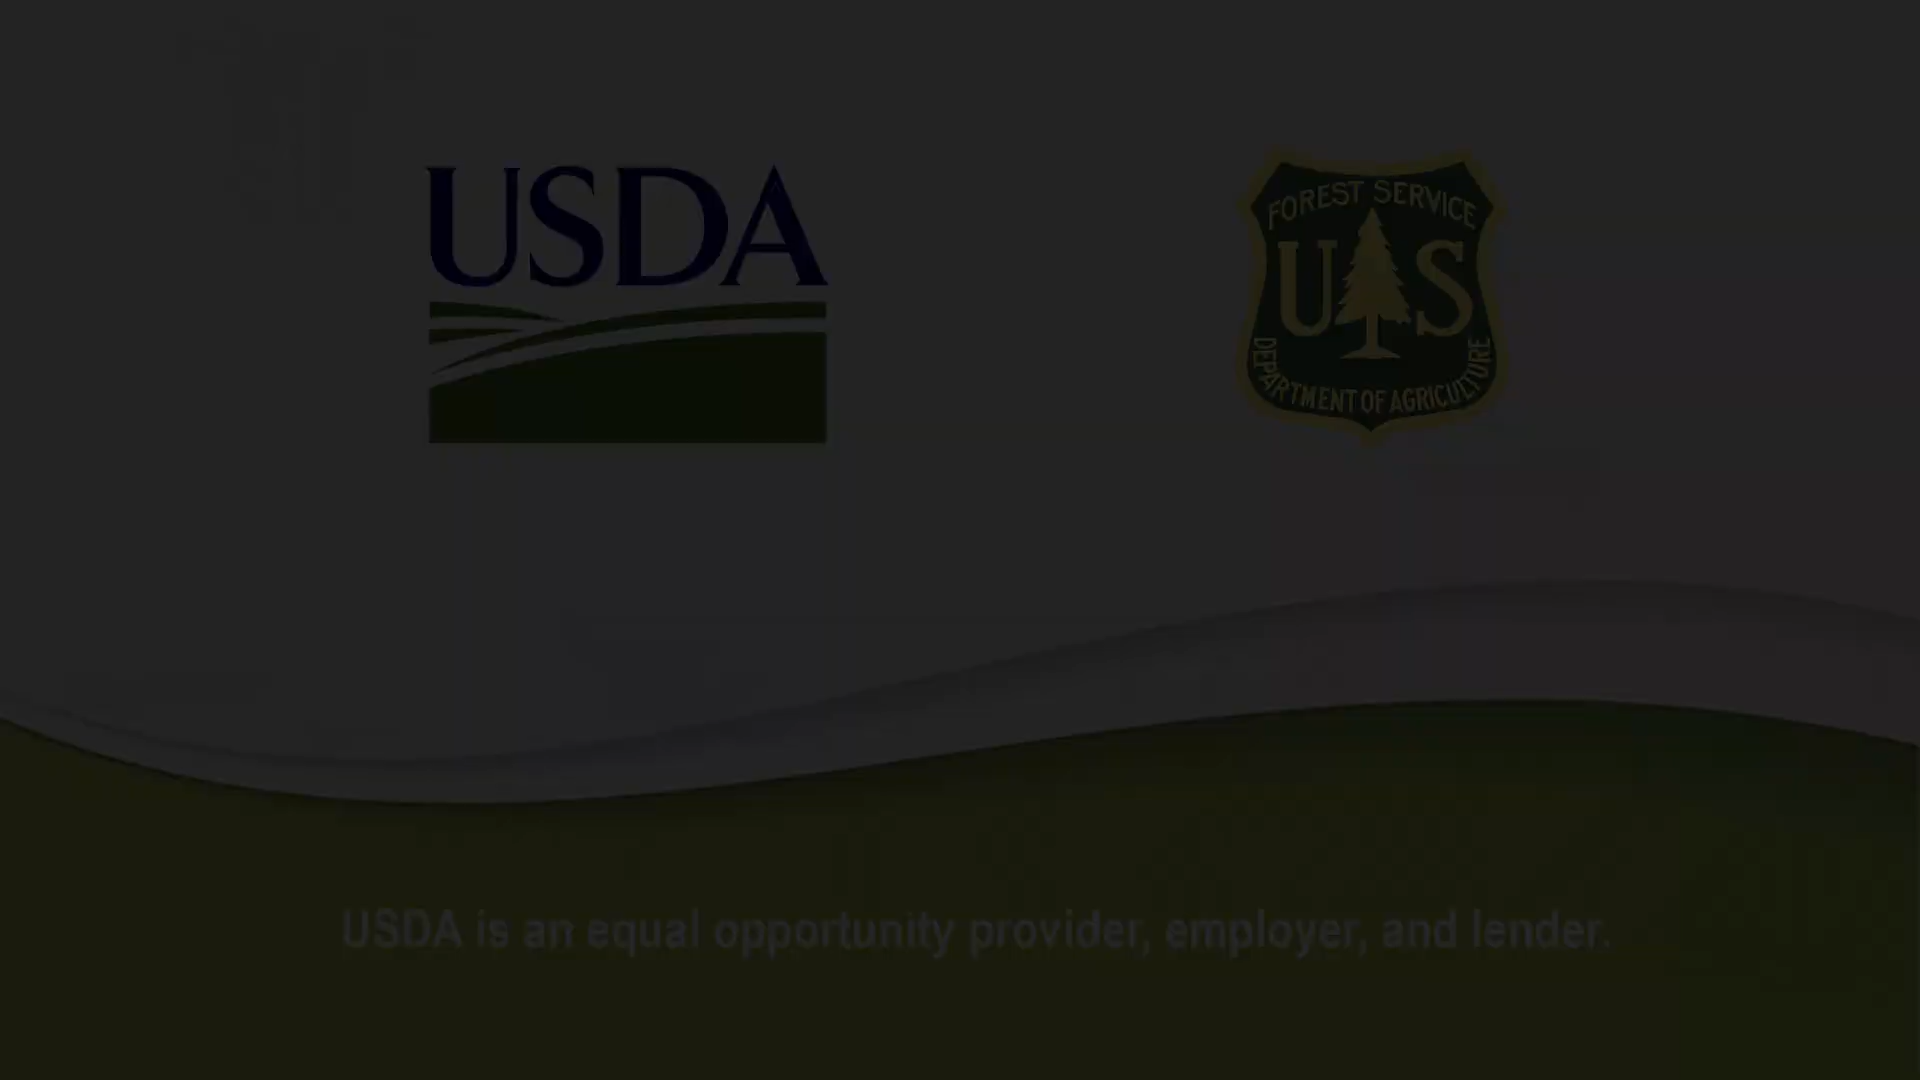 USDA
FOREST SERVICE
U S
DEPARTMENT OF AGRICULTURE
USDA is an equal opportunity provider, employer, and lender.